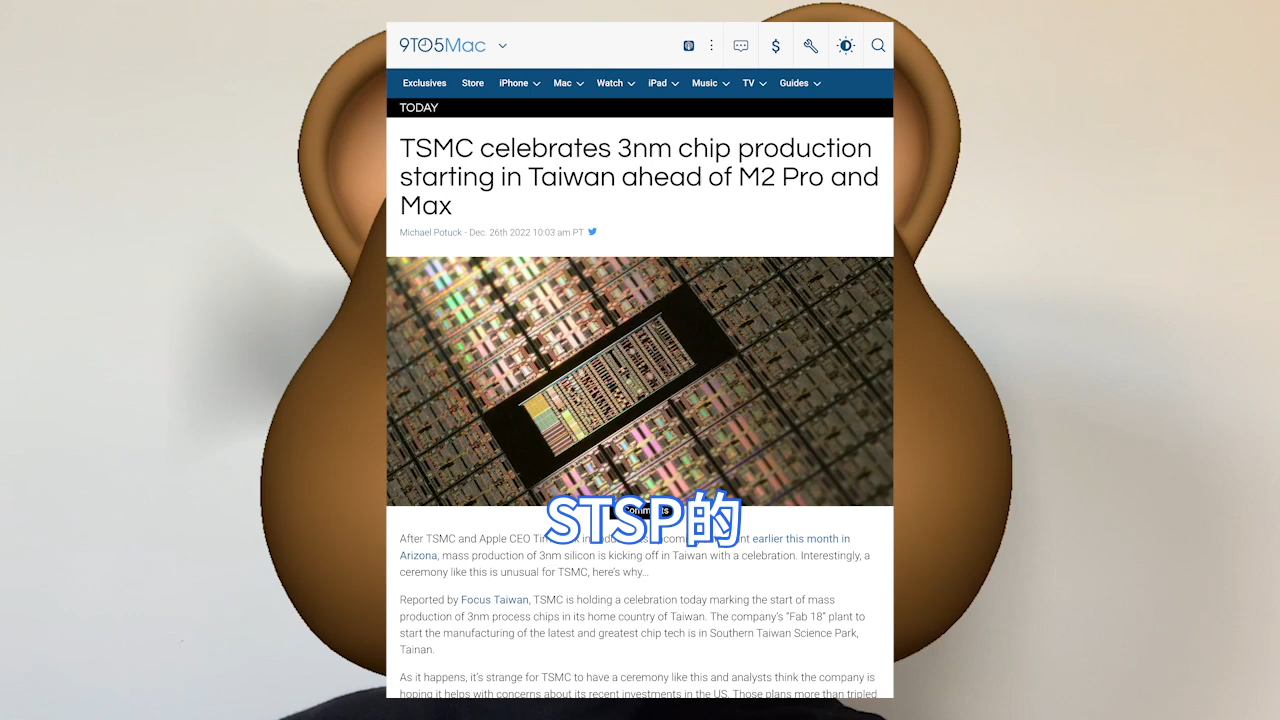 9TO5Mac
Exclusives Store iPhone Mac Watch iPad Music TV Guides
TODAY
TSMC celebrates 3nm chip production
starting in Taiwan ahead of M2 Pro and
Max
Michael Potuck - Dec. 26th 2022 10:03 am PT
STSP的
After TSMC and Apple CEO earlier this month in
Arizona, mass production of 3nm silicon is kicking off in Taiwan with a celebration. Interestingly, a
ceremony like this is unusual for TSMC, here's why…
Reported by Focus Taiwan, TSMC is holding a celebration today marking the start of mass
production of 3nm process chips in its home country of Taiwan. The company's “Fab 18” plant to
start the manufacturing of the latest and greatest chip tech is in Southern Taiwan Science Park,
Tainan.
As it happens, it's strange for TSMC to have a ceremony like this and analysts think the company is
hoping it helps with concerns about its recent investments in the US. Those plans more than tripled